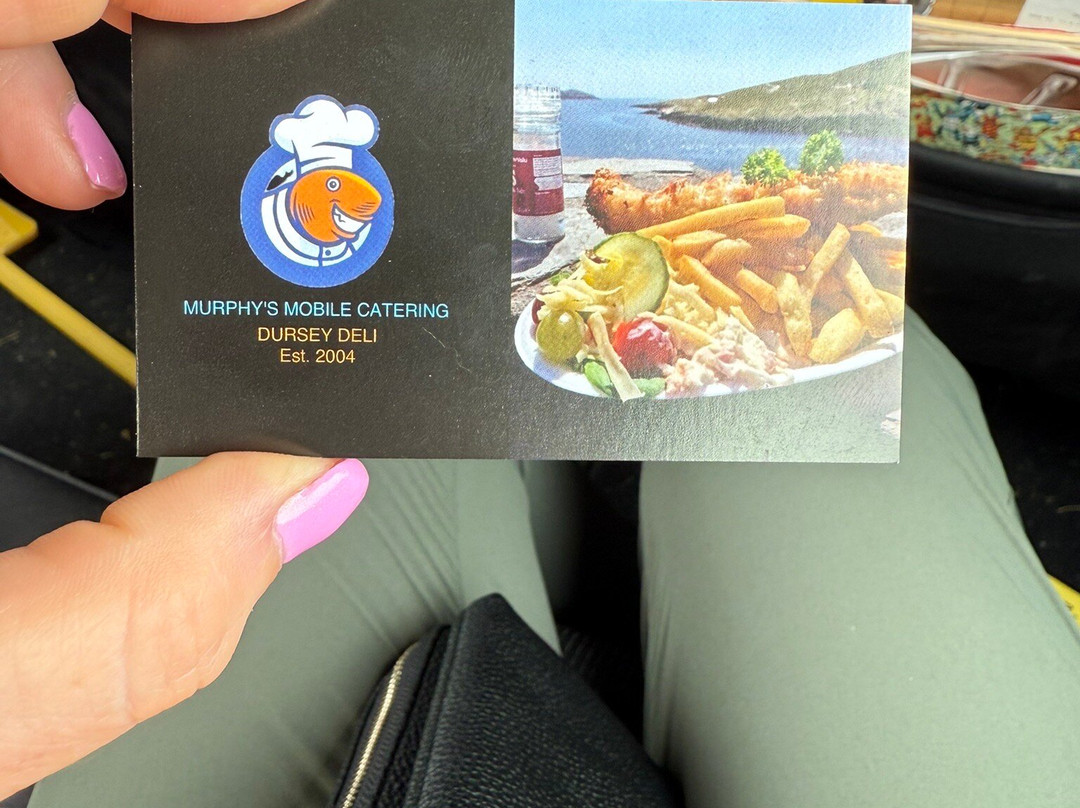 MURPHY'S MOBILE CATERING
DURSEY DELI
Est. 2004